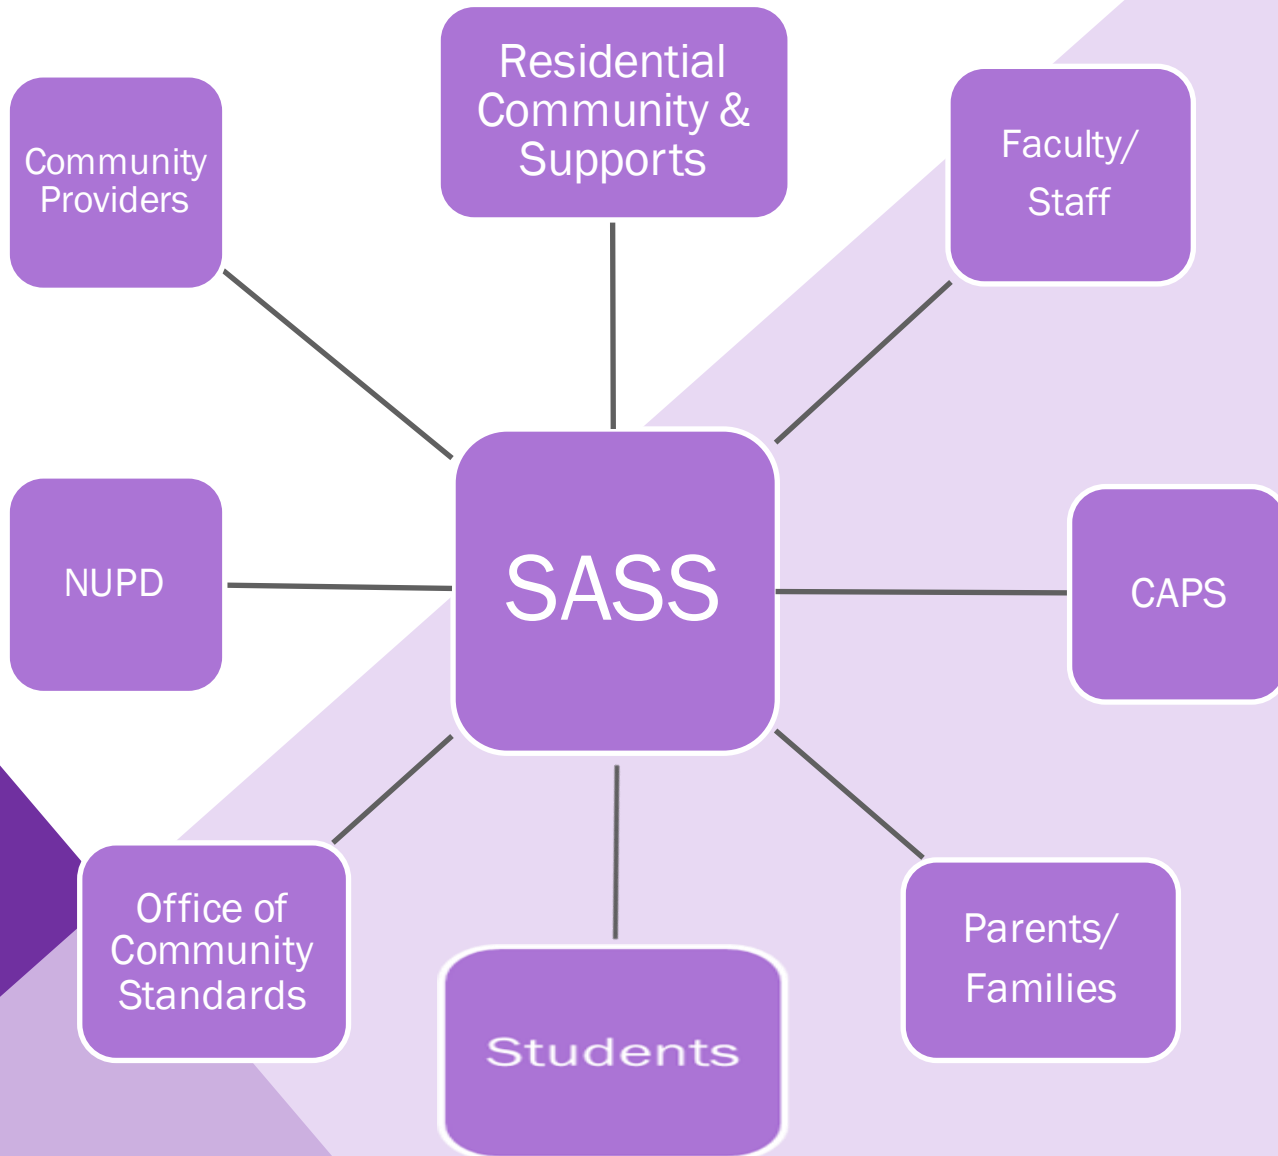 Residential
Community &
Supports
Community
Providers
Faculty/
Staff
SASS
NUPD
CAPS
Office of
Community
Standards
Parents/
Families
Students